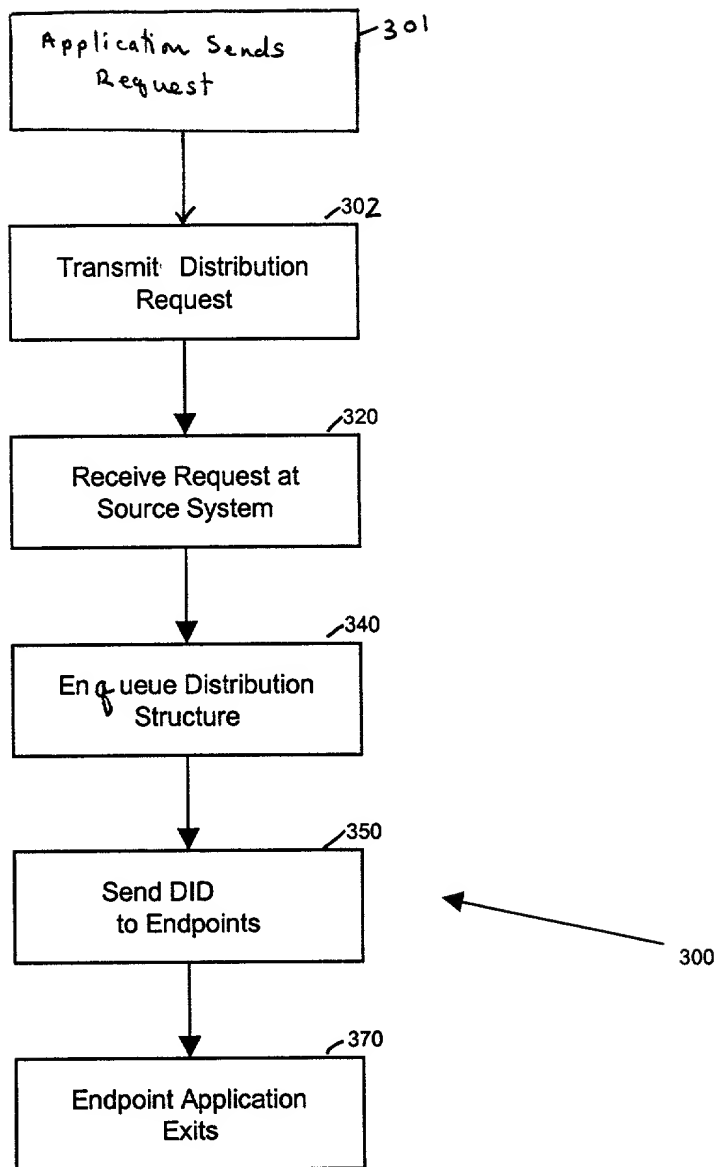 Application Sends
Request
301
302
Transmit Distribution
Request
320
Receive Request at
Source System
340
Enqueue Distribution
Structure
350
Send DID
to Endpoints
300
370
Endpoint Application
Exits